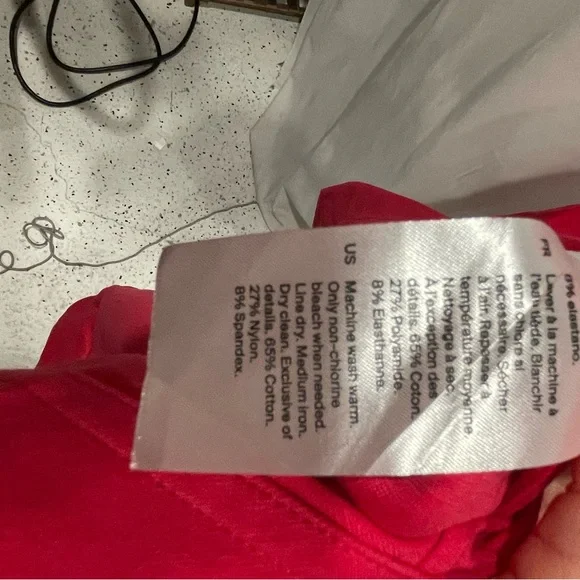 8% elastano.
FR
Laver à la machine à
l'eau tiède. Blanchir
sans chlore si
nécessaire. Sécher
à l'air. Repasser à
température moyenne.
Nettoyage à sec.
À l'exception des
détails. 65% Coton.
27% Polyamide.
8% Elasthanne.
US
Machine wash warm.
Only non-chlorine
bleach when needed.
Line dry. Medium iron.
Dry clean. Exclusive of
details. 65% Cotton.
27% Nylon.
8% Spandex.